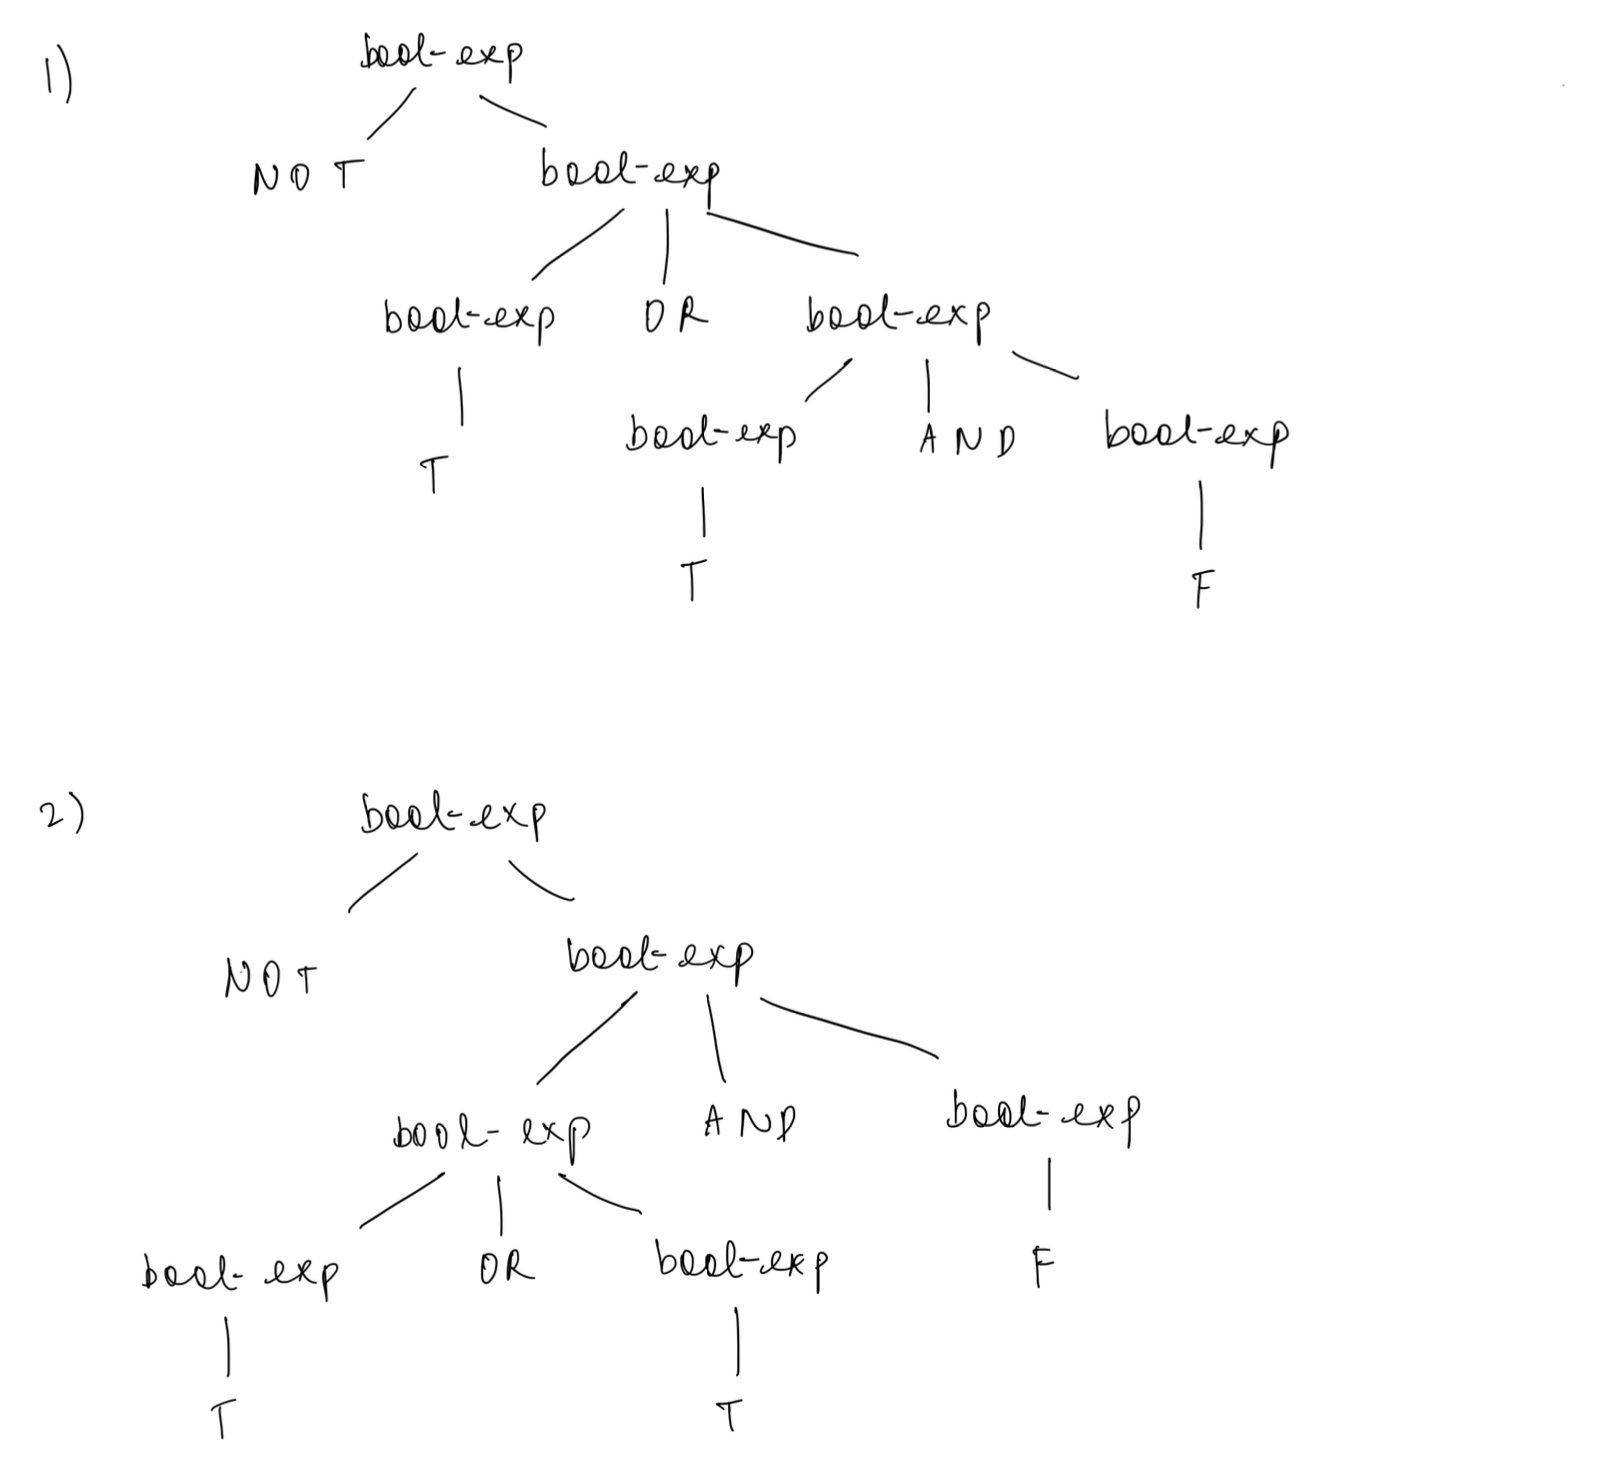 1) bool-exp
NOT bool-exp
bool-exp OR bool-exp
bool-exp AND bool-exp
T
T F
2) bool-exp
NOT bool-exp
bool-exp AND bool-exp
bool-exp OR bool-exp F
T T